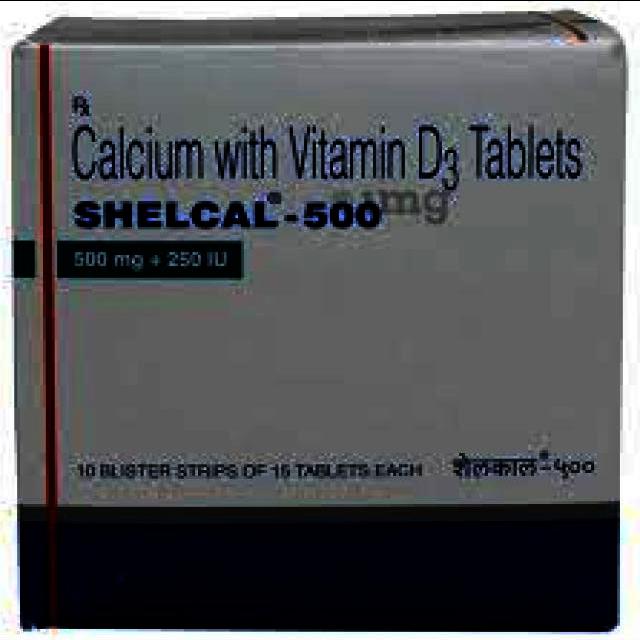 Rx
Calcium with Vitamin D3 Tablets
SHELCAL®-500
500 mg + 250 IU
10 BLISTER STRIPS OF 15 TABLETS EACH
शेलकाल®-५००